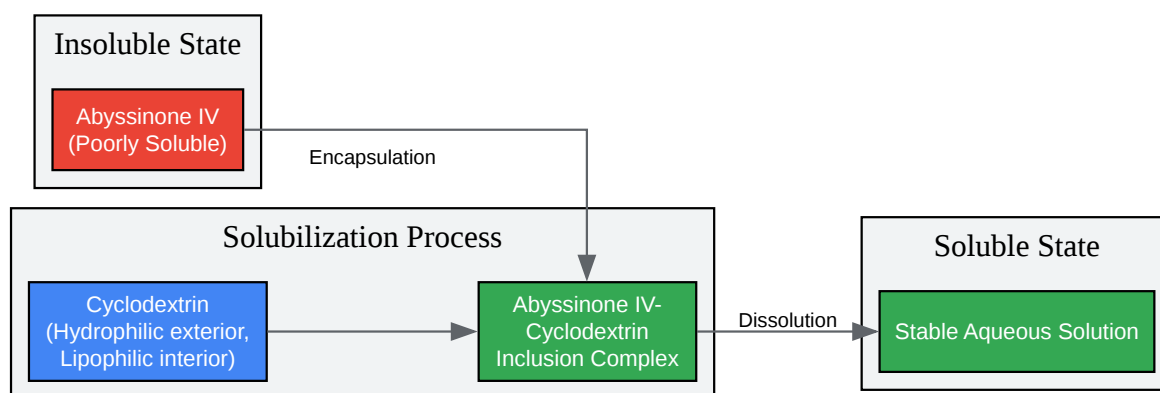 Insoluble State
Abyssinone IV
(Poorly Soluble)
Encapsulation
Solubilization Process
Cyclodextrin
(Hydrophilic exterior,
Lipophilic interior)
Abyssinone IV-
Cyclodextrin
Inclusion Complex
Dissolution
Soluble State
Stable Aqueous Solution